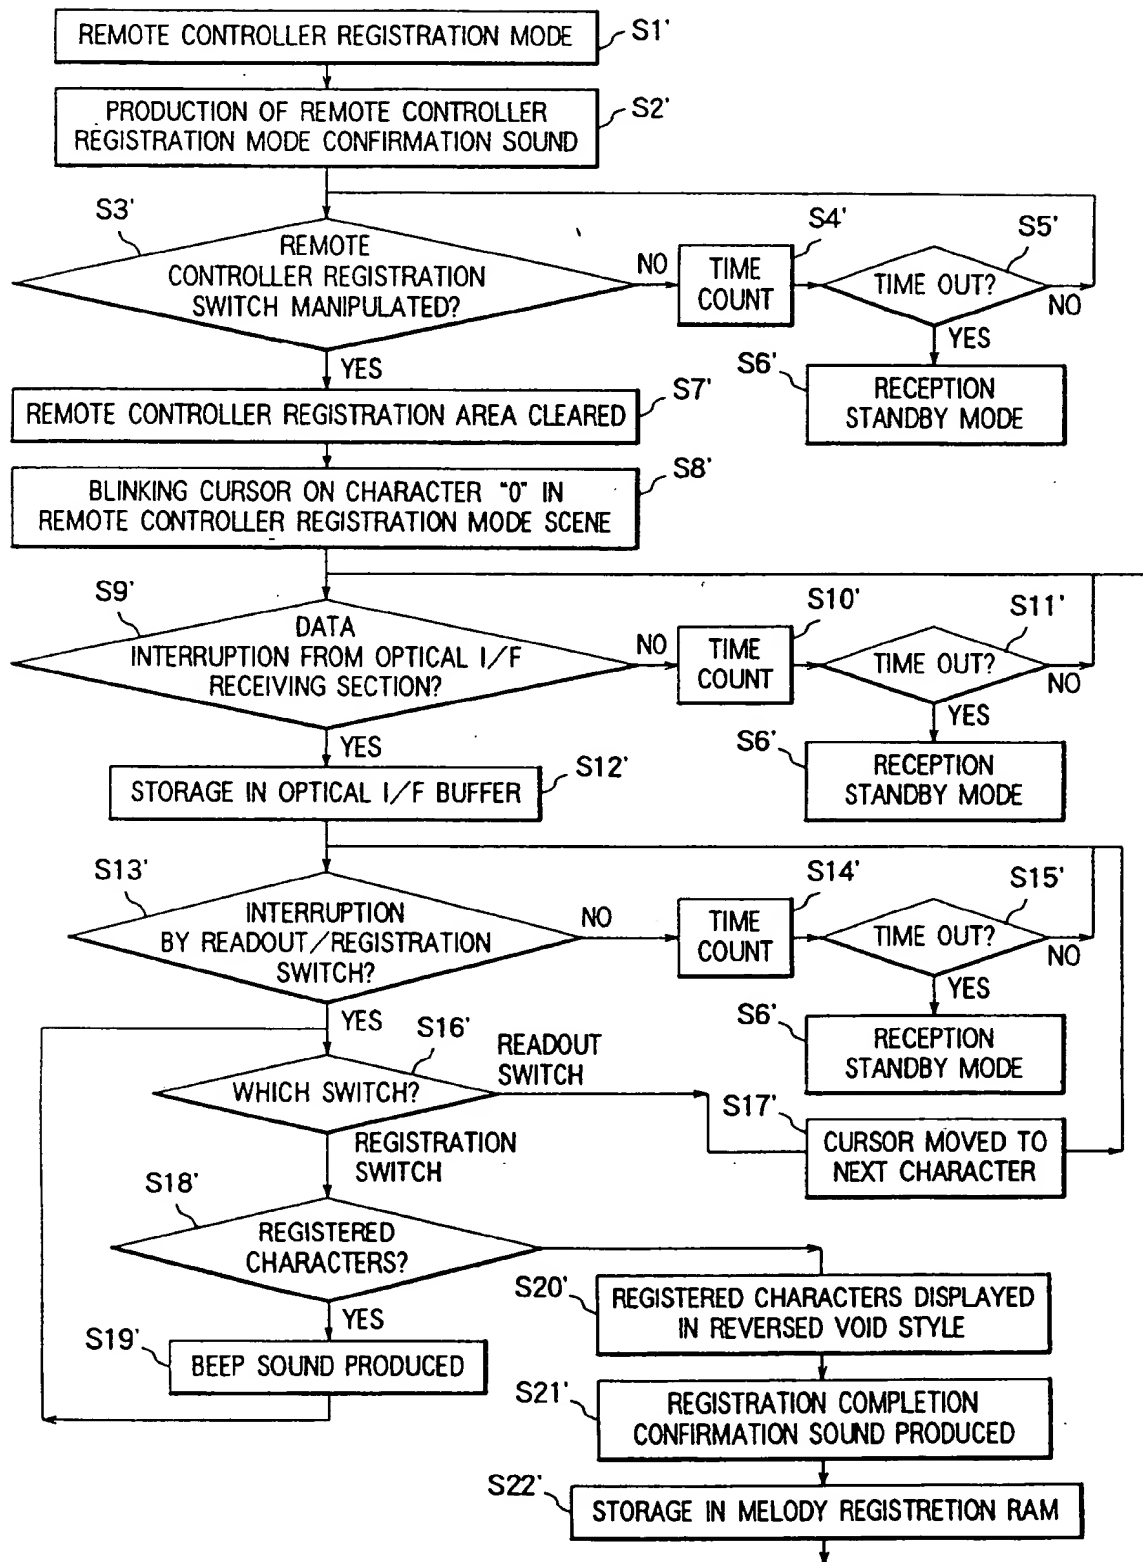 REMOTE CONTROLLER REGISTRATION MODE
S1'
PRODUCTION OF REMOTE CONTROLLER
REGISTRATION MODE CONFIRMATION SOUND
S2'
S3'
REMOTE
CONTROLLER REGISTRATION
SWITCH MANIPULATED?
NO
S4'
TIME
COUNT
S5'
TIME OUT?
NO
YES
YES
S6'
RECEPTION
STANDBY MODE
S7'
REMOTE CONTROLLER REGISTRATION AREA CLEARED
S8'
BLINKING CURSOR ON CHARACTER "0" IN
REMOTE CONTROLLER REGISTRATION MODE SCENE
S9'
DATA
INTERRUPTION FROM OPTICAL I/F
RECEIVING SECTION?
NO
S10'
TIME
COUNT
S11'
TIME OUT?
NO
YES
YES
S6'
RECEPTION
STANDBY MODE
S12'
STORAGE IN OPTICAL I/F BUFFER
S13'
INTERRUPTION
BY READOUT/REGISTRATION
SWITCH?
NO
S14'
TIME
COUNT
S15'
TIME OUT?
NO
YES
YES
S6'
RECEPTION
STANDBY MODE
S16'
WHICH SWITCH?
READOUT
SWITCH
S17'
CURSOR MOVED TO
NEXT CHARACTER
REGISTRATION
SWITCH
S18'
REGISTERED
CHARACTERS?
YES
S19'
BEEP SOUND PRODUCED
S20'
REGISTERED CHARACTERS DISPLAYED
IN REVERSED VOID STYLE
S21'
REGISTRATION COMPLETION
CONFIRMATION SOUND PRODUCED
S22'
STORAGE IN MELODY REGISTRETION RAM